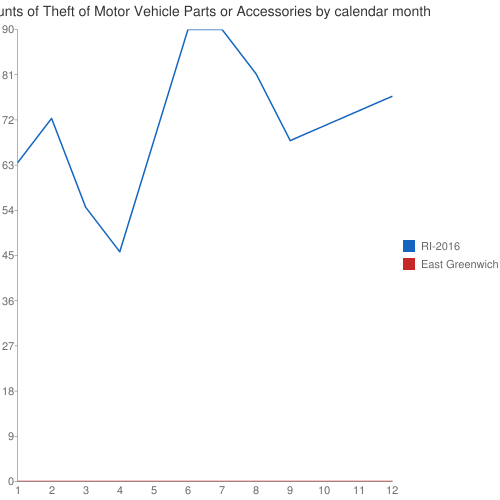 of Theft of Motor Vehicle Parts or Accessories by calendar month
90
81
72
63
54
45
36
27
18
9
0
1 2 3 4 5 6 7 8 9 10 11 12
RI-2016
East Greenwich